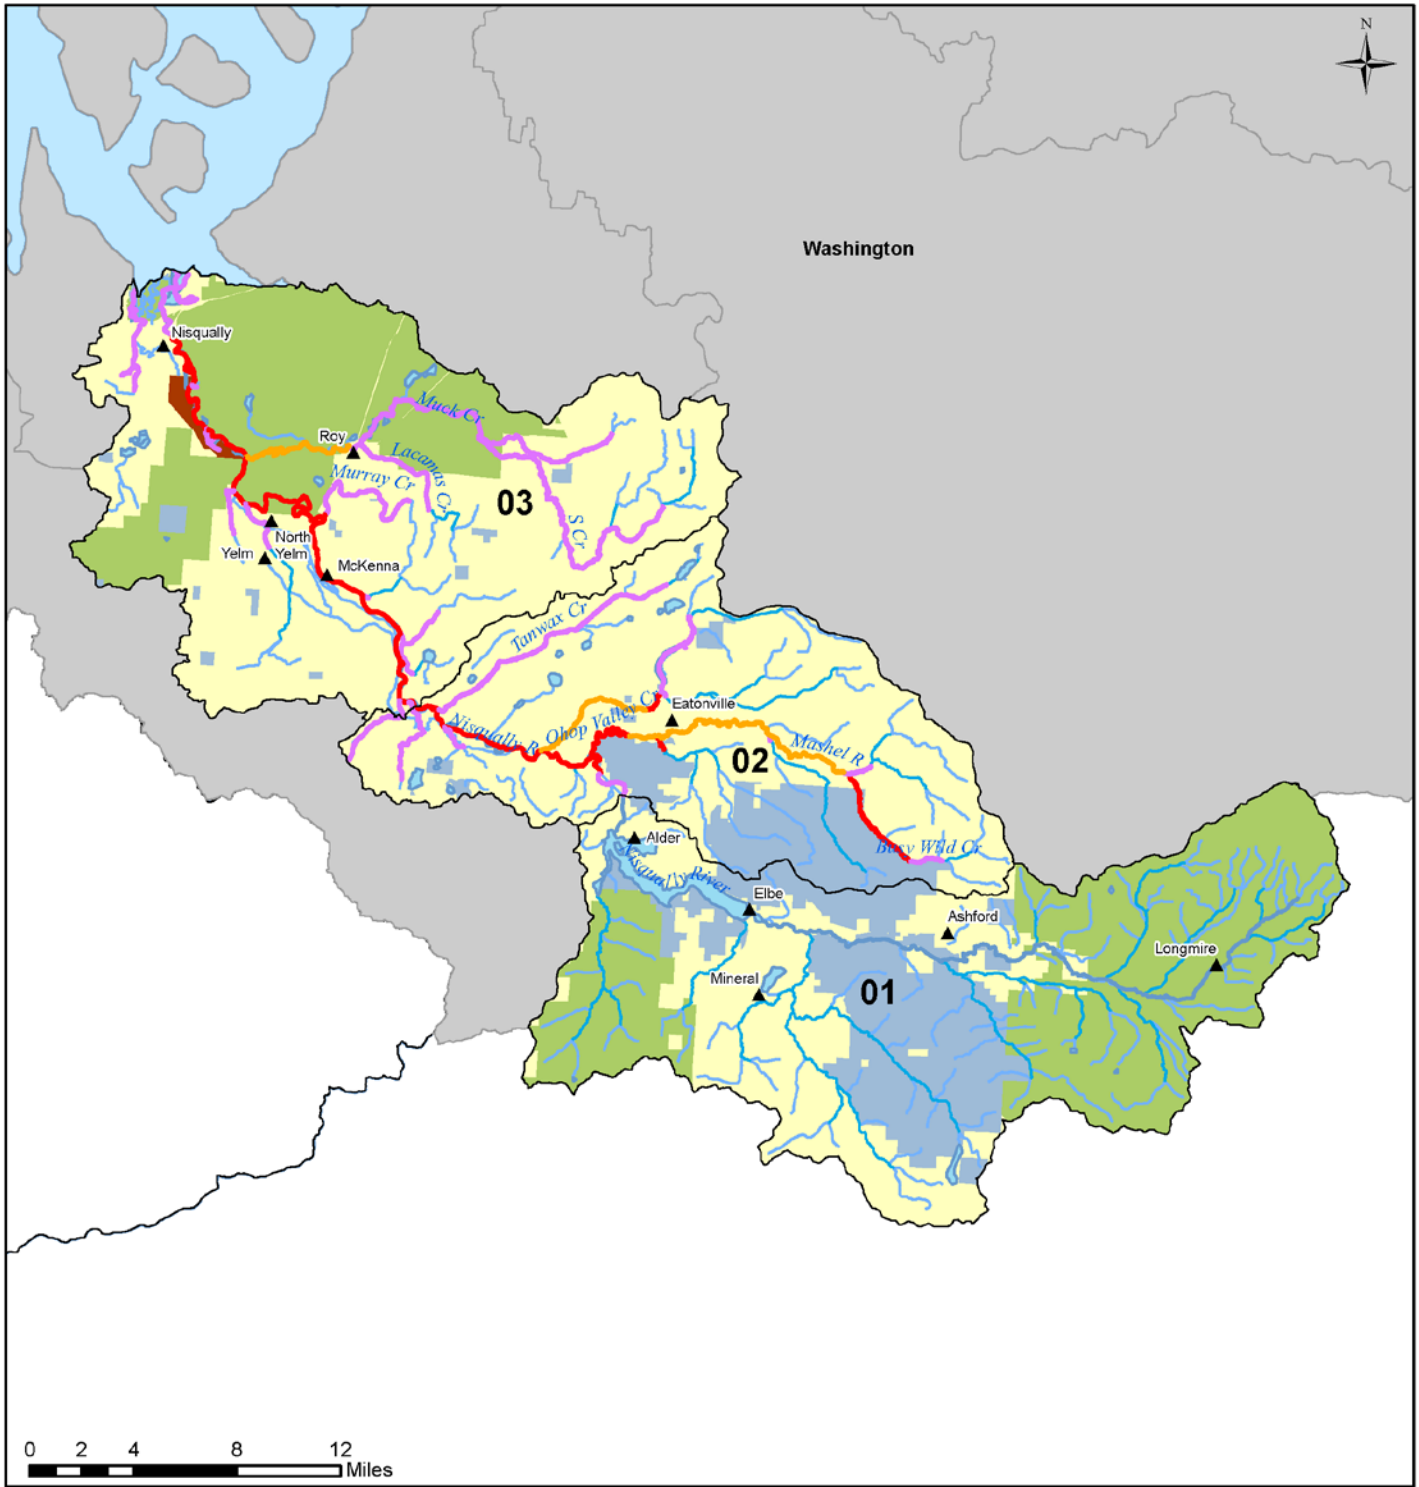 N
Washington
Nisqually
Muck Cr
Roy
Lacamas Cr
Murray Cr
03
S Cr
North
Yelm
Yelm
McKenna
Tanwax Cr
Eatonville
Nisqually R
Ohop Valley Cr
Mashel R
02
Busy Wild Cr
Alder
Nisqually River
Elbe
Ashford
Longmire
Mineral
01
0 2 4 8 12
Miles